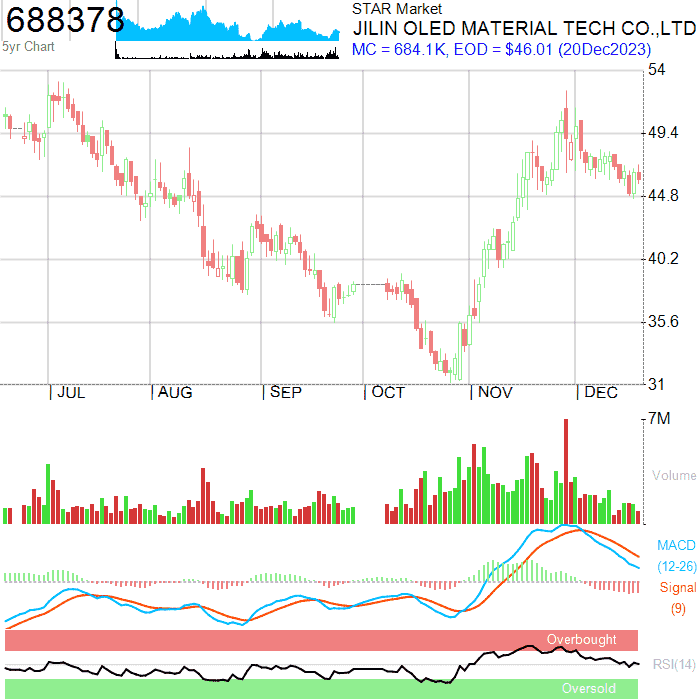 688378
5yr Chart
STAR Market
JILIN OLED MATERIAL TECH CO.,LTD
MC = 684.1K, EOD = $46.01 (20Dec2023)
54
49.4
44.8
40.2
35.6
31
JUL AUG SEP OCT NOV DEC
7M
Volume
MACD
(12-26)
Signal
(9)
Overbought
RSI(14)
Oversold